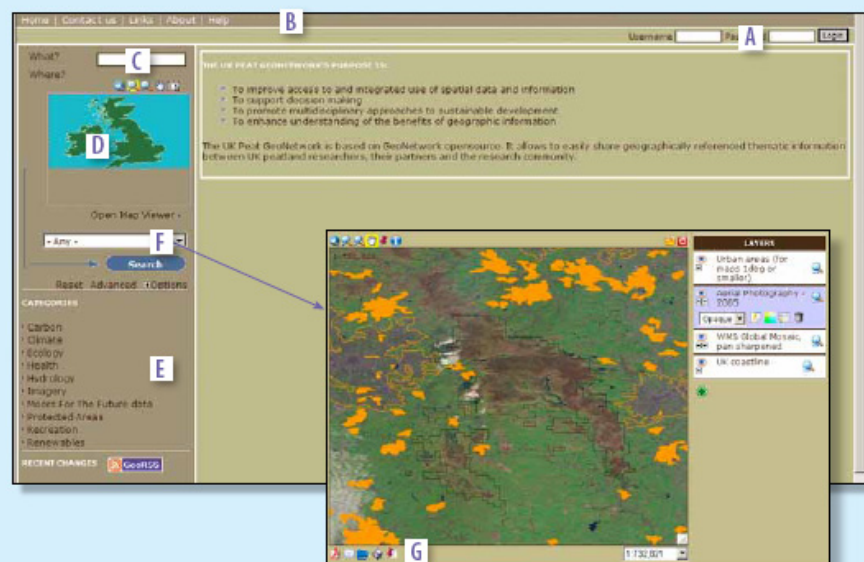 Home | Contact us | Links | About | Help
B
Username
A
Login
What?
C
Where?
D
THE UK PEAT GEONETWORK'S PURPOSE IS:
To improve access to and integrated use of spatial data and information
To support decision making
To promote multidisciplinary approaches to sustainable development
To enhance understanding of the benefits of geographic information
The UK Peat GeoNetwork is based on GeoNetwork opensource. It allows to easily share geographically referenced thematic information
between UK peatland researchers, their partners and the research community.
Open Map Viewer
- Any -
F
Search
Reset Advanced Options
CATEGORIES
Carbon
Climate
Ecology
Health
E
Hydrology
Imagery
Moors For The Future data
Protected Areas
Recreation
Renewables
RECENT CHANGES GeoRSS
LAYERS
Urban areas (for
maps 1deg or
smaller)
Aerial Photography -
2005
Opaque
WMS Global Mosaic,
pan sharpened
UK coastline
G
1:732,821